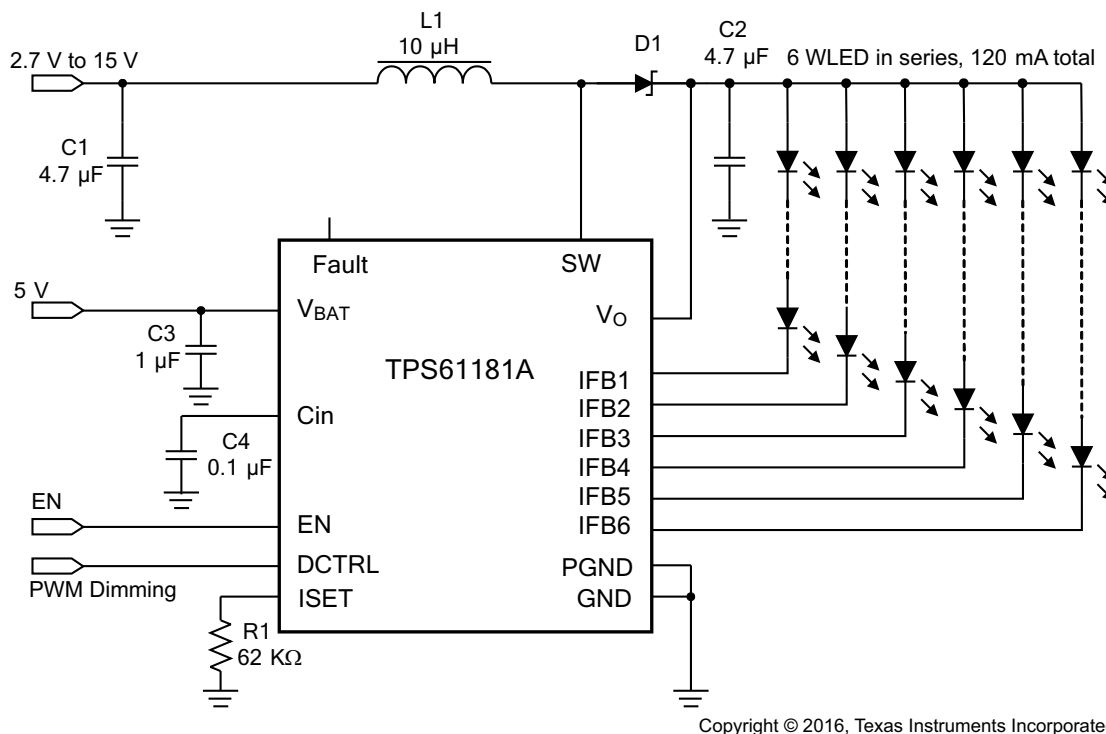 L1
10 µH
2.7 V to 15 V
D1
C2
4.7 µF
6 WLED in series, 120 mA total
C1
4.7 µF
Fault
SW
5 V
VBAT
VO
C3
1 µF
TPS61181A
IFB1
IFB2
IFB3
IFB4
IFB5
IFB6
Cin
C4
0.1 µF
EN
EN
DCTRL
PGND
PWM Dimming
ISET
GND
R1
62 KΩ
Copyright © 2016, Texas Instruments Incorporate